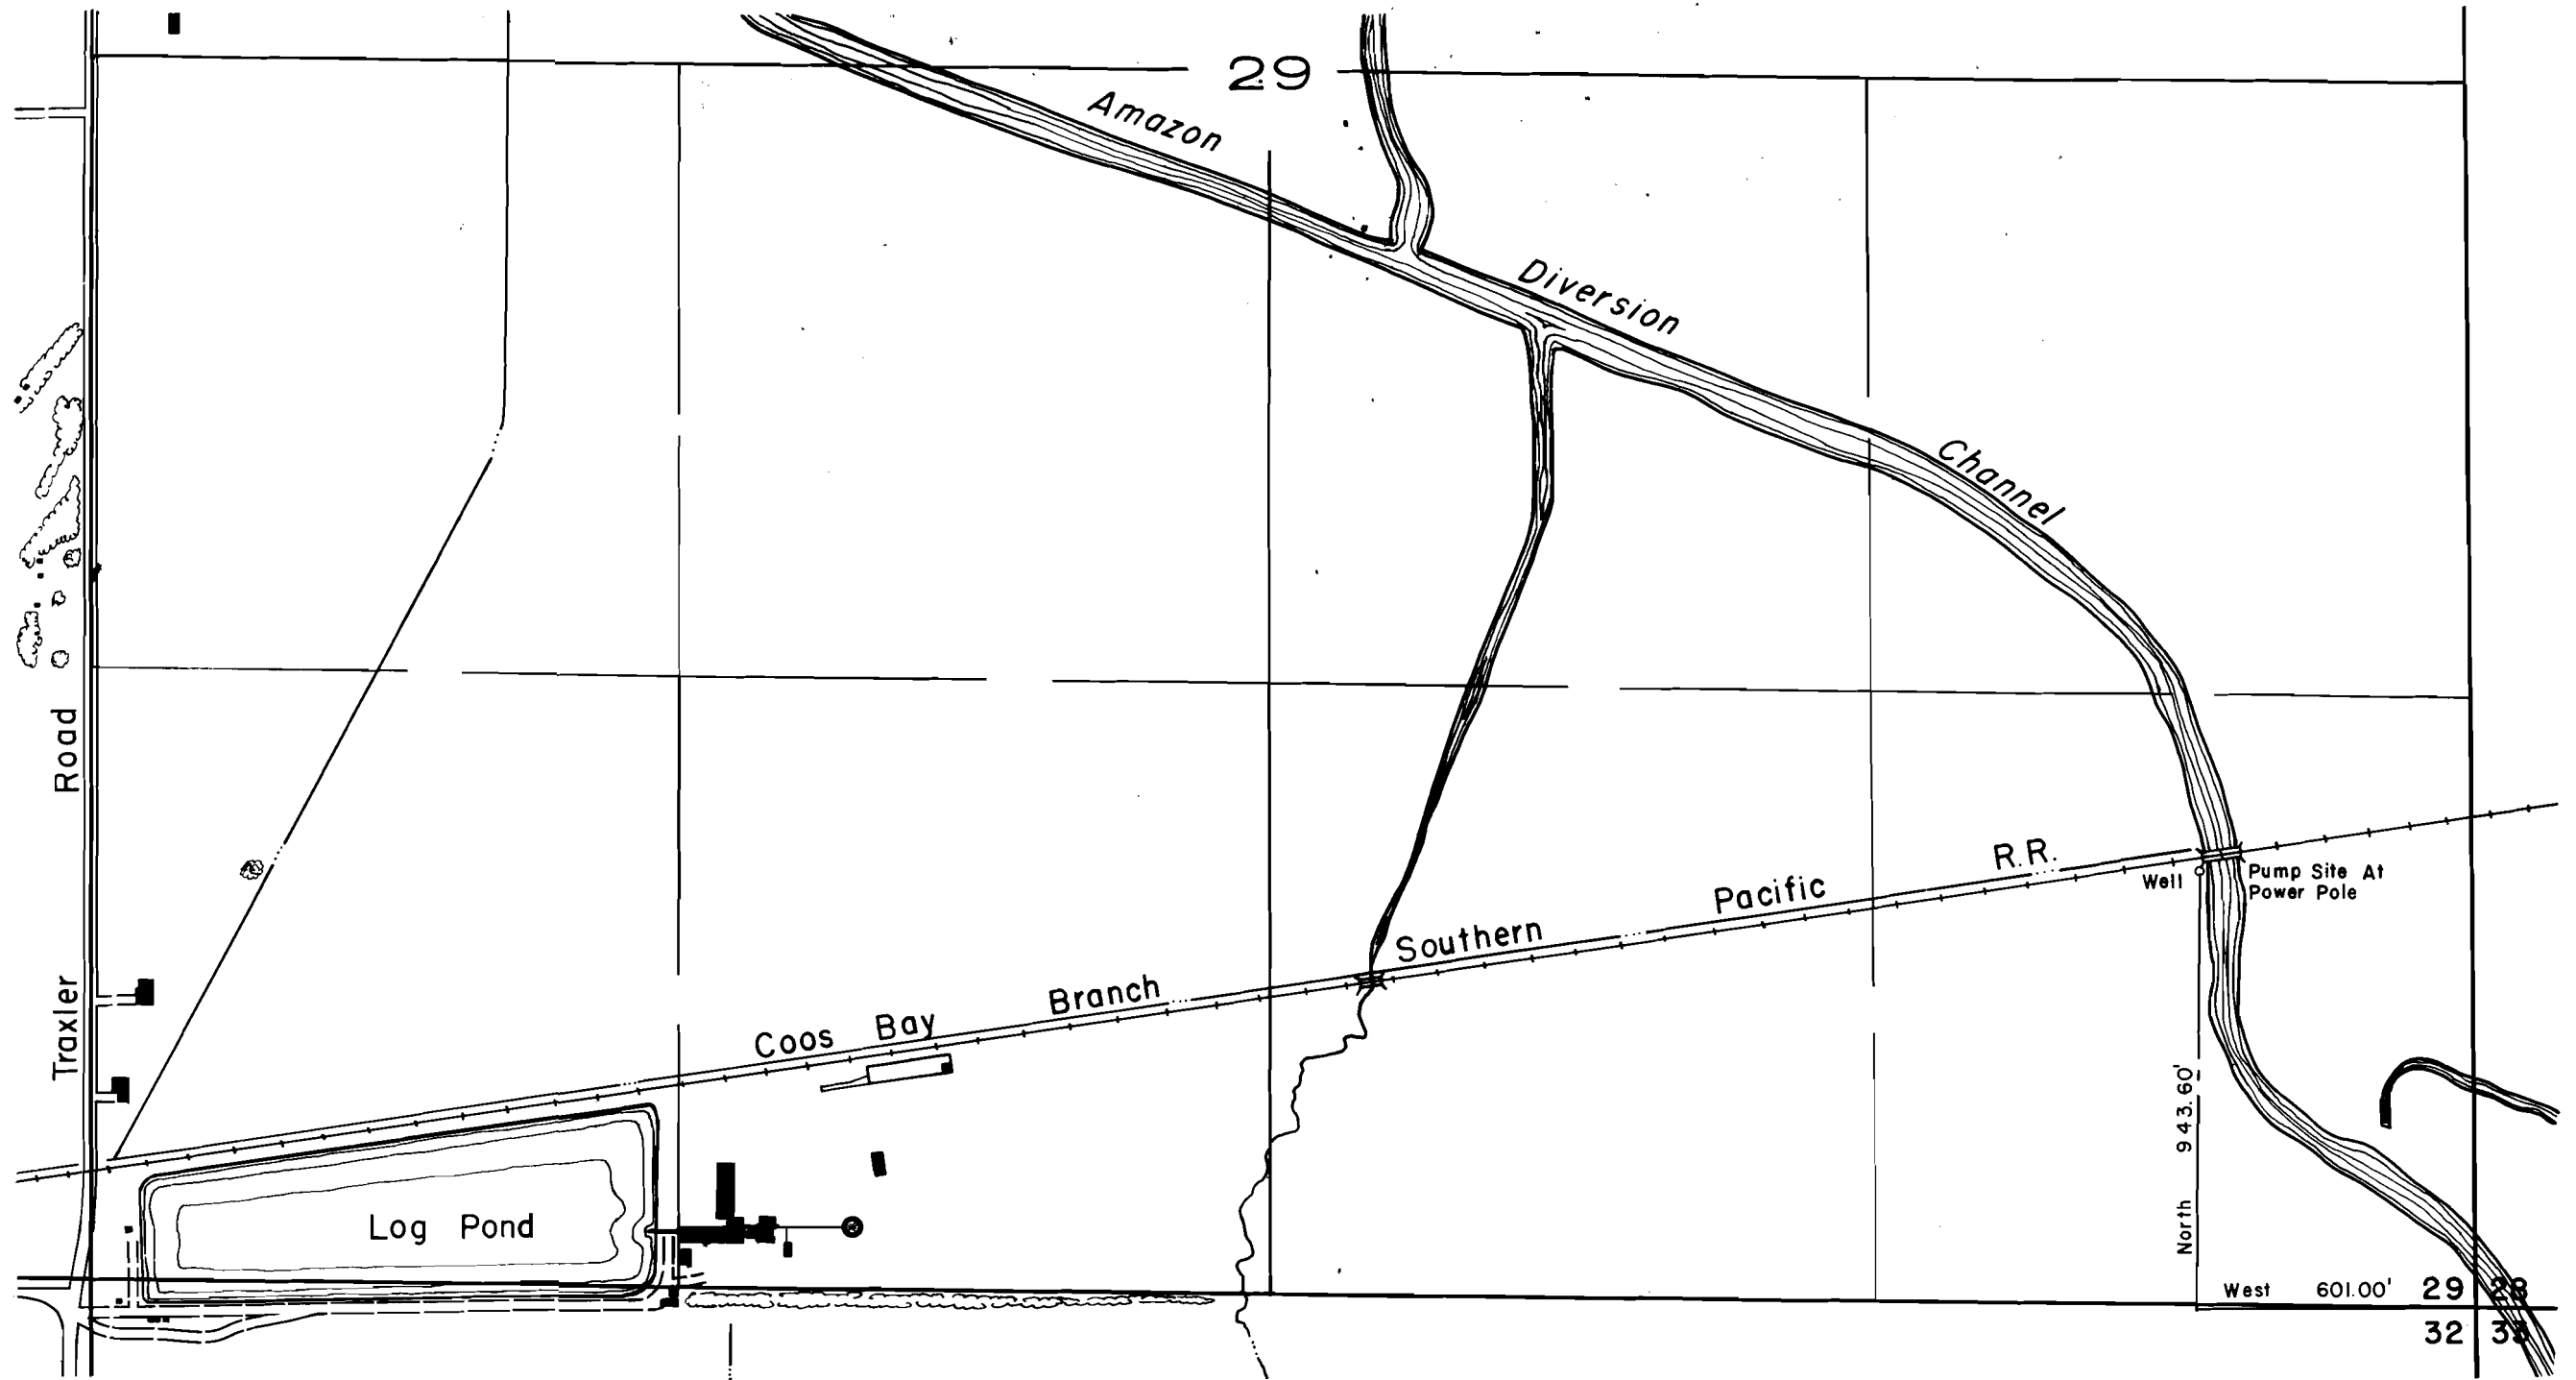 29
Amazon
Diversion
Channel
Traxler Road
Coos Bay Branch Southern Pacific R.R.
Well
Pump Site At
Power Pole
Log Pond
North 943.60'
West 601.00'
29 28
32 33